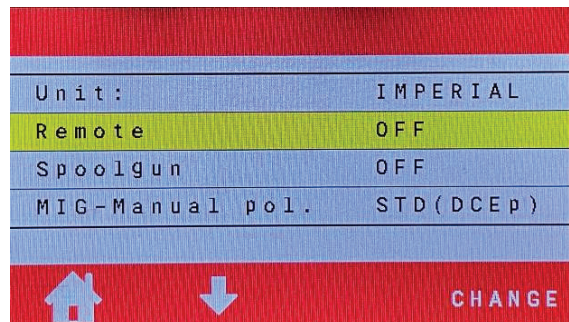 Unit: IMPERIAL
Remote OFF
Spoolgun OFF
MIG-Manual pol. STD(DCEp)
CHANGE